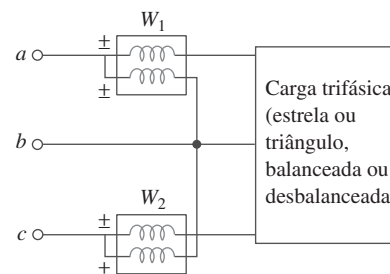 W1
±
a
±
Carga trifásica
(estrela ou
triângulo,
balanceada ou
desbalanceada
b
W2
±
c
+